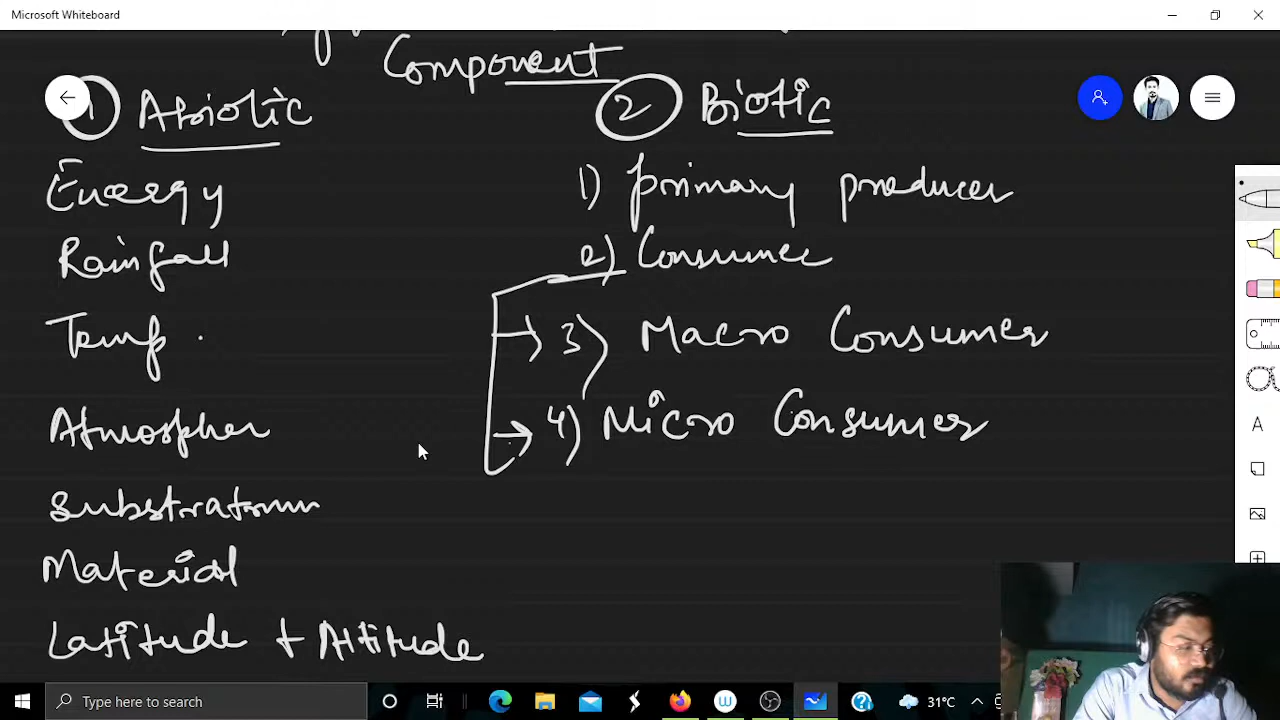 Microsoft Whiteboard
Component
1 Abiotic
Energy
Rainfall
Temp.
Atmospher
Substratum
Material
Latitude + Altitude
2 Biotic
1) Primary producer
2) Consumer
3) Macro Consumer
4) Micro Consumer
A
Type here to search
31°C